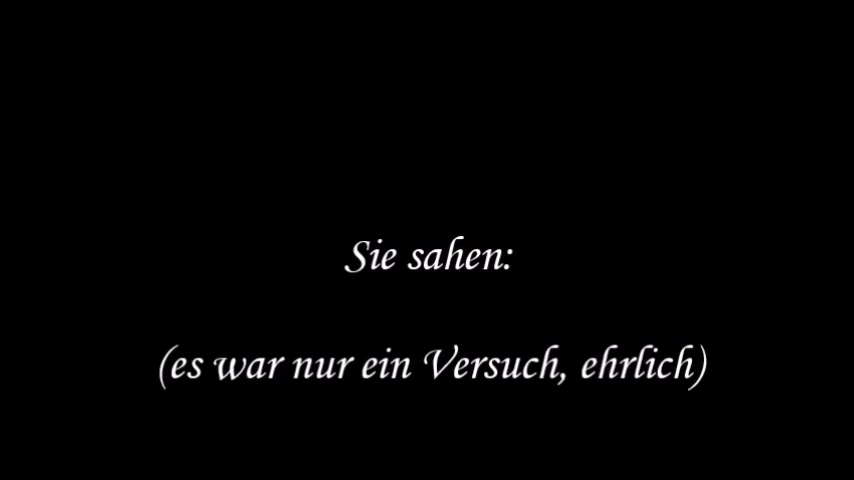 Sie sahen:
(es war nur ein Versuch, ehrlich)